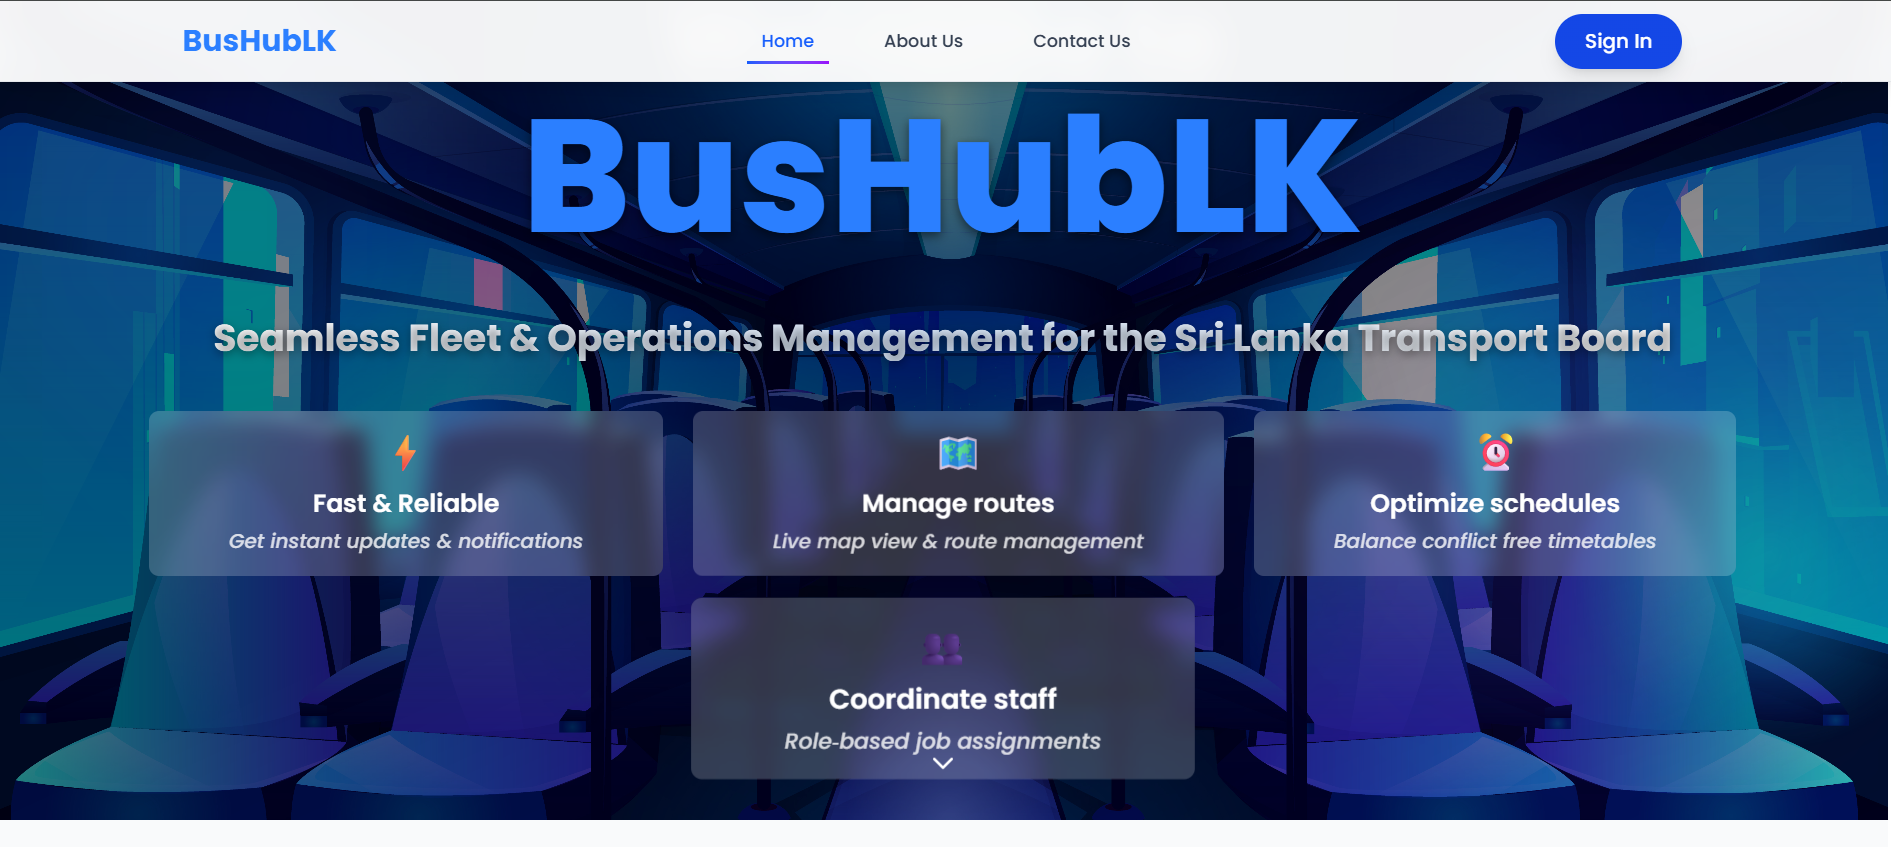 BusHubLK
Home
About Us
Contact Us
Sign In
BusHubLK
Seamless Fleet & Operations Management for the Sri Lanka Transport Board
Fast & Reliable
Get instant updates & notifications
Manage routes
Live map view & route management
Optimize schedules
Balance conflict free timetables
Coordinate staff
Role-based job assignments